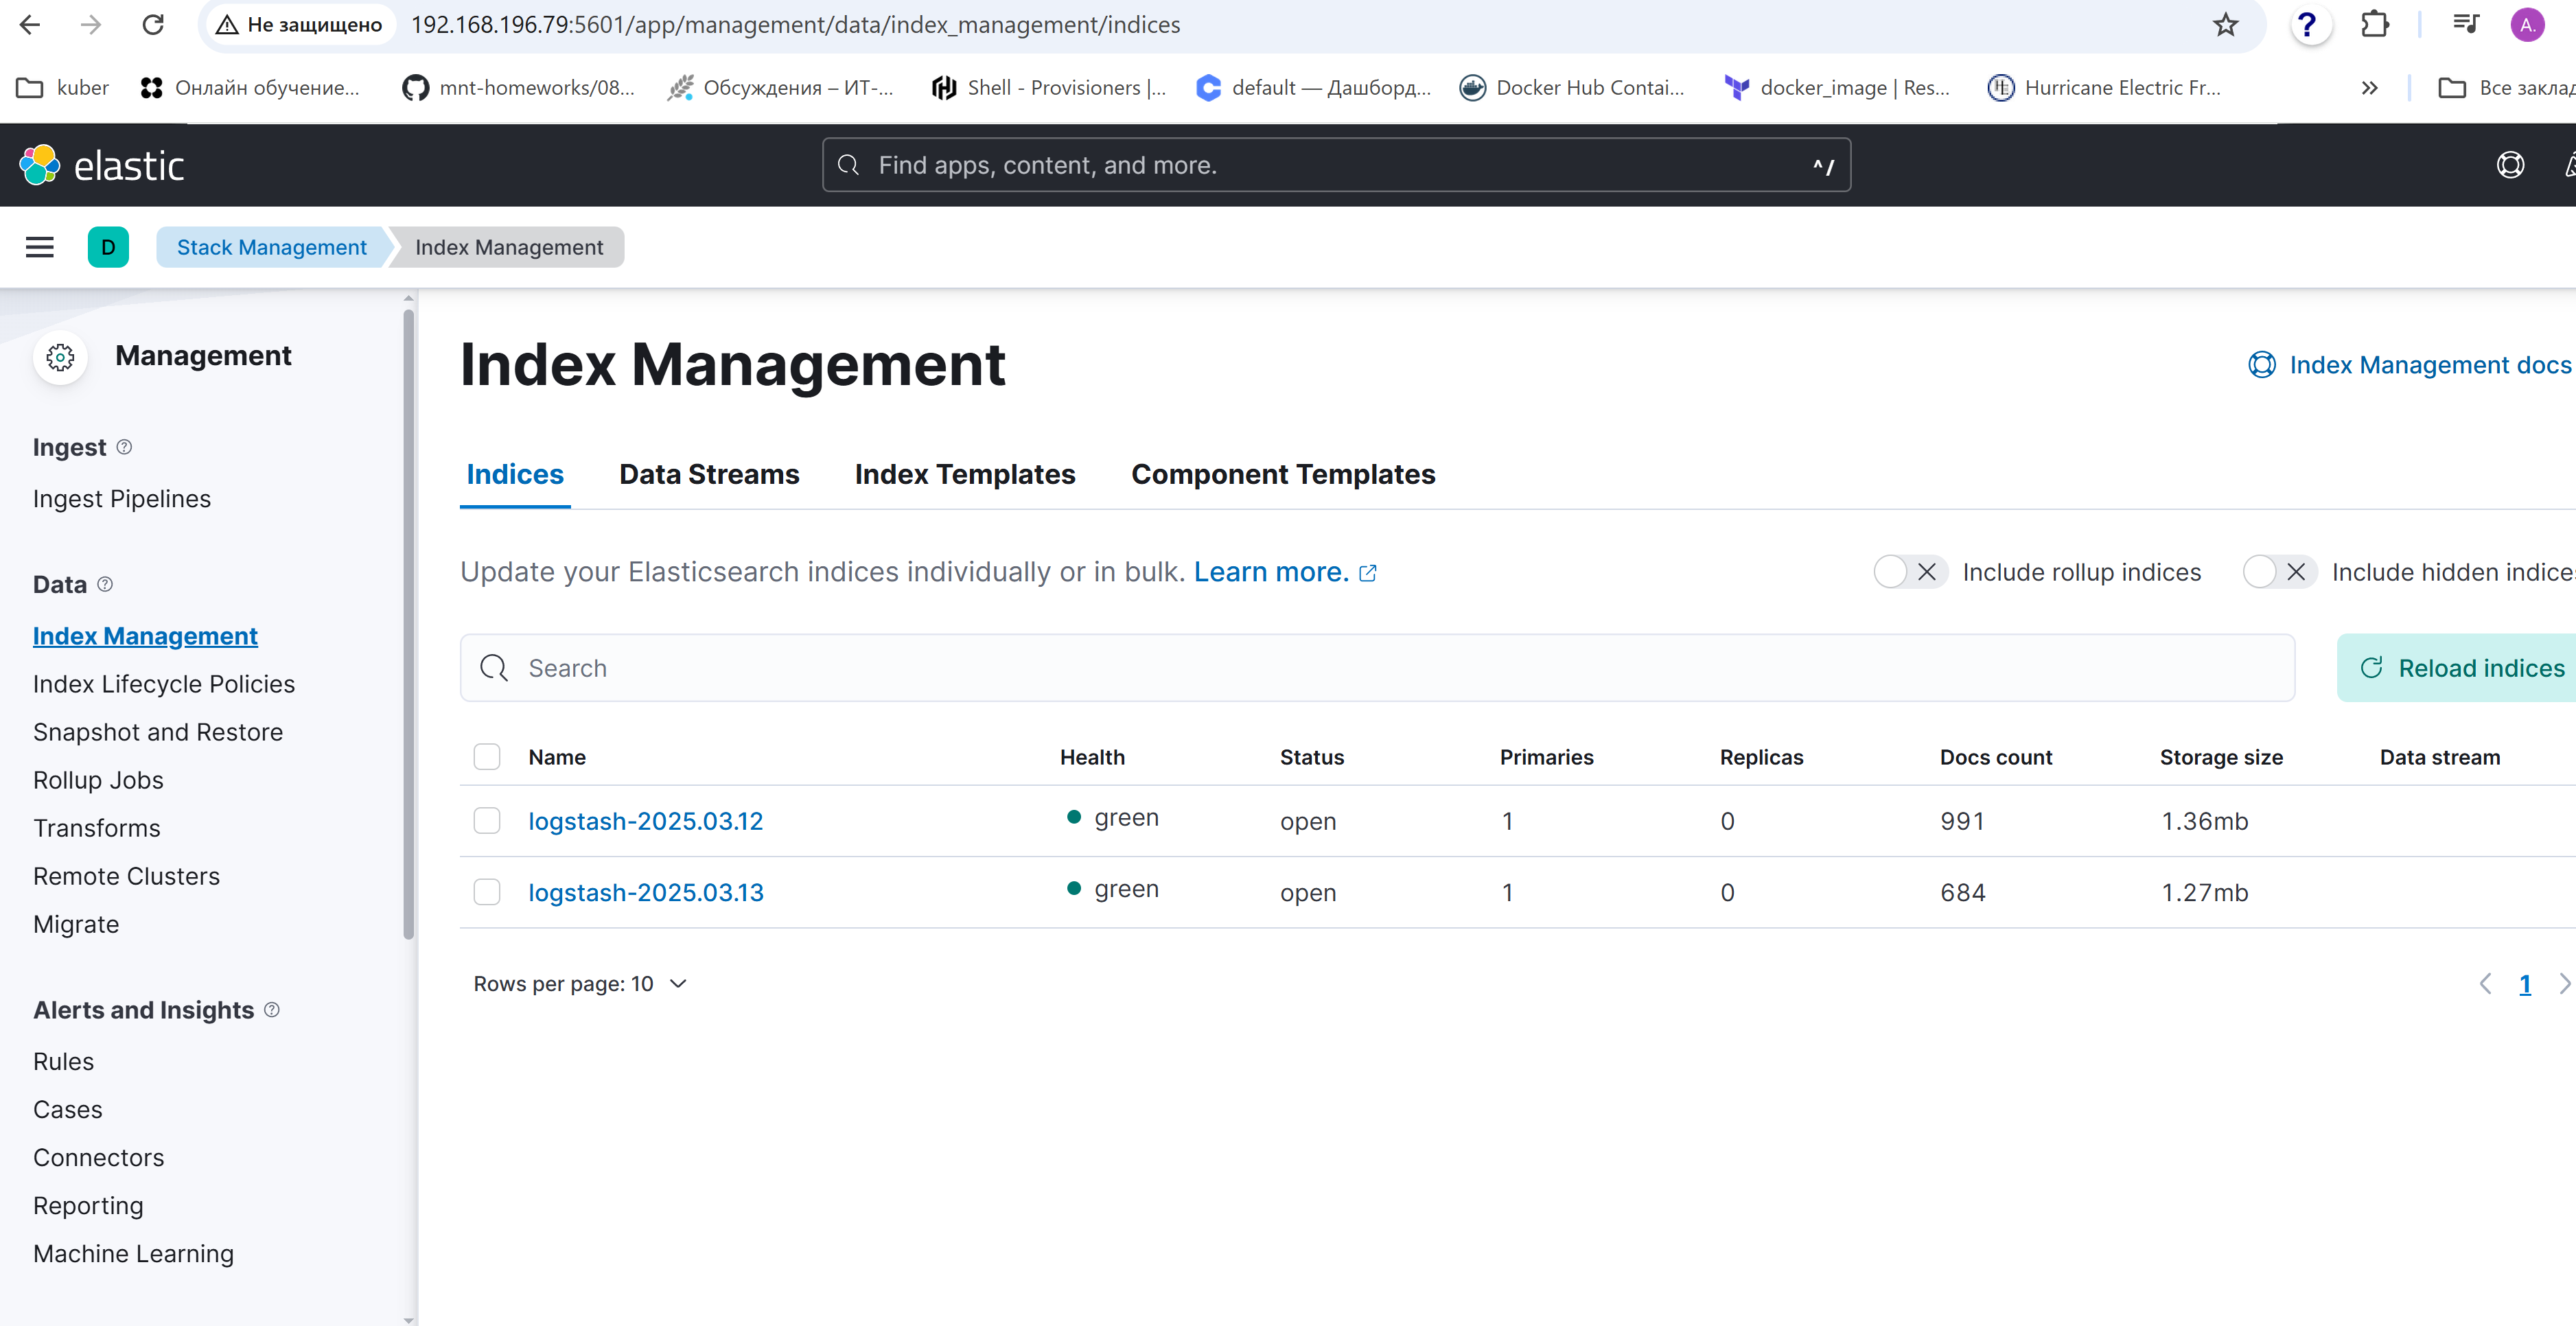 Не защищено 192.168.196.79:5601/app/management/data/index_management/indices ? A.
kuber Онлайн обучение... mnt-homeworks/08... Обсуждения – ИТ-... Shell - Provisioners |... default — Дашборд... Docker Hub Contai... docker_image | Res... Hurricane Electric Fr... » Все заклад
elastic Find apps, content, and more. ^ /
D Stack Management Index Management
Management
Ingest
Ingest Pipelines
Data
Index Management
Index Lifecycle Policies
Snapshot and Restore
Rollup Jobs
Transforms
Remote Clusters
Migrate
Alerts and Insights
Rules
Cases
Connectors
Reporting
Machine Learning
Index Management Index Management docs
Indices Data Streams Index Templates Component Templates
Update your Elasticsearch indices individually or in bulk. Learn more. Include rollup indices Include hidden indices
Search Reload indices
Name Health Status Primaries Replicas Docs count Storage size Data stream
logstash-2025.03.12 green open 1 0 991 1.36mb
logstash-2025.03.13 green open 1 0 684 1.27mb
Rows per page: 10 1